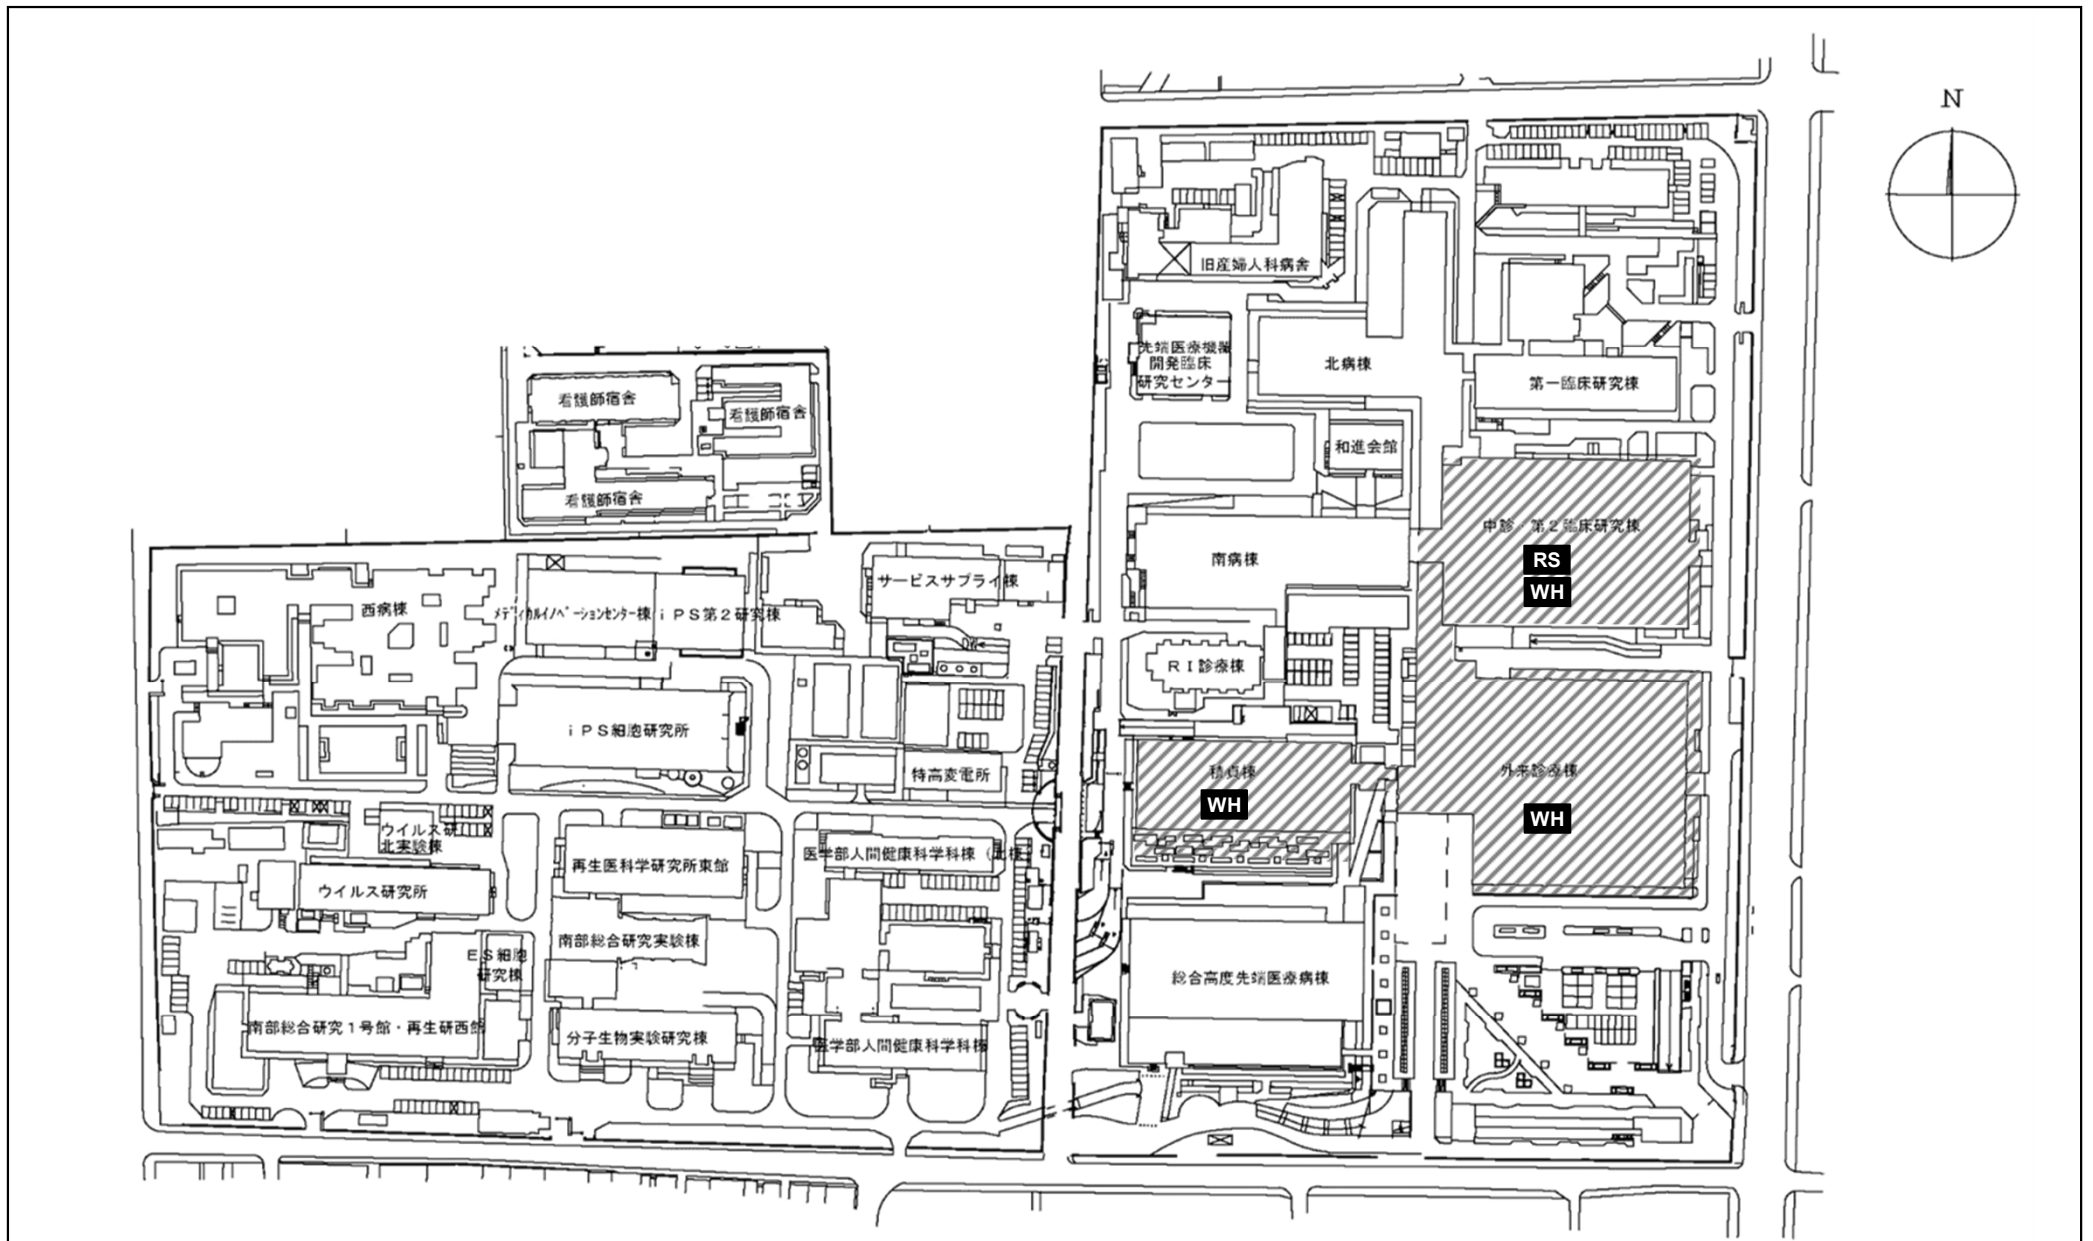 N
旧産婦人科病舎
先端医療機器
開発臨床
研究センター
北病棟
第一臨床研究棟
看護師宿舎
看護師宿舎
和進会館
看護師宿舎
中診・第２臨床研究棟
RS
WH
南病棟
サービスサプライ棟
西病棟
メディカルイノベーションセンター棟
ｉＰＳ第２研究棟
ＲＩ診療棟
ｉＰＳ細胞研究所
特高変電所
積貞棟
WH
外来診療棟
WH
ウイルス研
北実験棟
再生医科学研究所東館
医学部人間健康科学科棟（北棟
ウイルス研究所
南部総合研究実験棟
ＥＳ細胞
研究棟
総合高度先端医療病棟
南部総合研究１号館・再生研西館
分子生物実験研究棟
医学部人間健康科学科棟